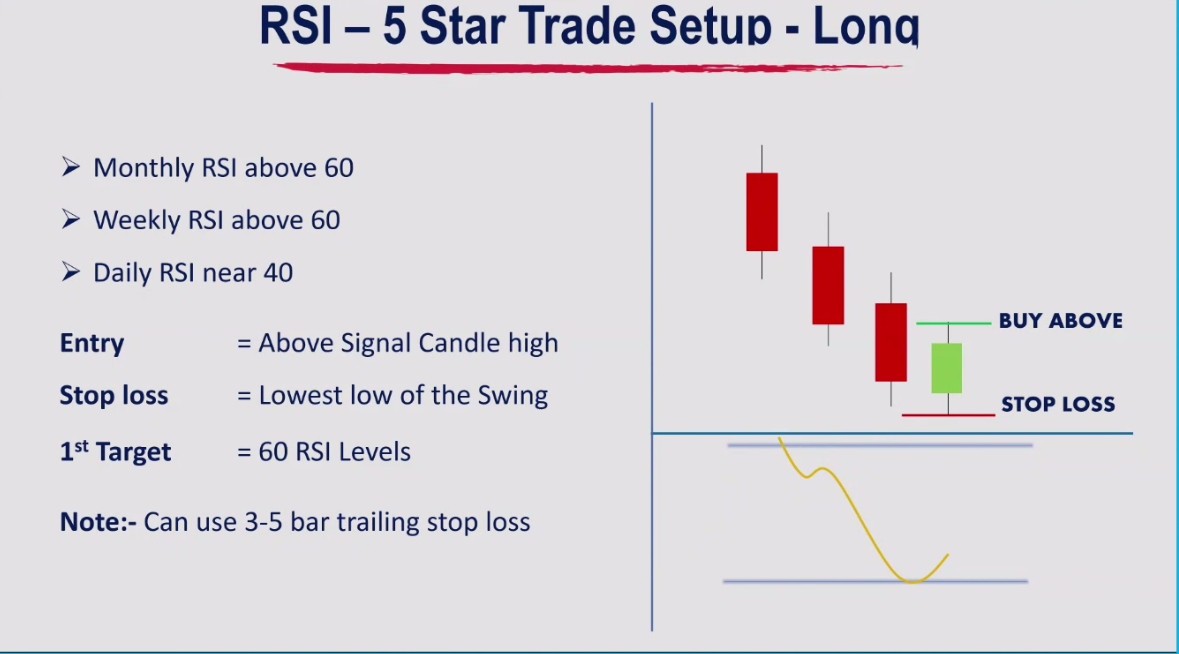 RSI – 5 Star Trade Setup - Long
Monthly RSI above 60
Weekly RSI above 60
Daily RSI near 40
Entry = Above Signal Candle high
Stop loss = Lowest low of the Swing
1st Target = 60 RSI Levels
Note:- Can use 3-5 bar trailing stop loss
BUY ABOVE
STOP LOSS